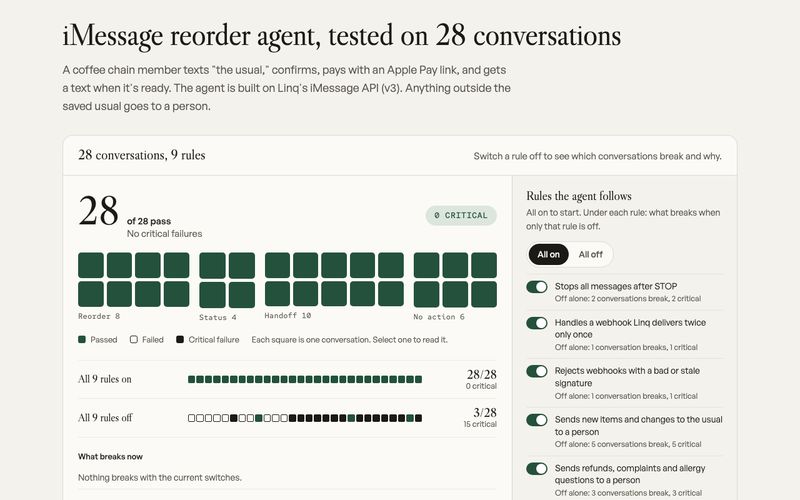 iMessage reorder agent, tested on 28 conversations
A coffee chain member texts "the usual," confirms, pays with an Apple Pay link, and gets
a text when it's ready. The agent is built on Linq's iMessage API (v3). Anything outside the
saved usual goes to a person.
28 conversations, 9 rules
Switch a rule off to see which conversations break and why.
28
of 28 pass
No critical failures
0 CRITICAL
Reorder 8
Status 4
Handoff 10
No action 6
Passed
Failed
Critical failure
Each square is one conversation. Select one to read it.
All 9 rules on
28/28
0 critical
All 9 rules off
3/28
15 critical
What breaks now
Nothing breaks with the current switches.
Rules the agent follows
All on to start. Under each rule: what breaks when
only that rule is off.
All on
All off
Stops all messages after STOP
Off alone: 2 conversations break, 2 critical
Handles a webhook Linq delivers twice
only once
Off alone: 1 conversation breaks, 1 critical
Rejects webhooks with a bad or stale
signature
Off alone: 1 conversation breaks, 1 critical
Sends new items and changes to the usual
to a person
Off alone: 5 conversations break, 5 critical
Sends refunds, complaints and allergy
questions to a person
Off alone: 3 conversations break, 3 critical